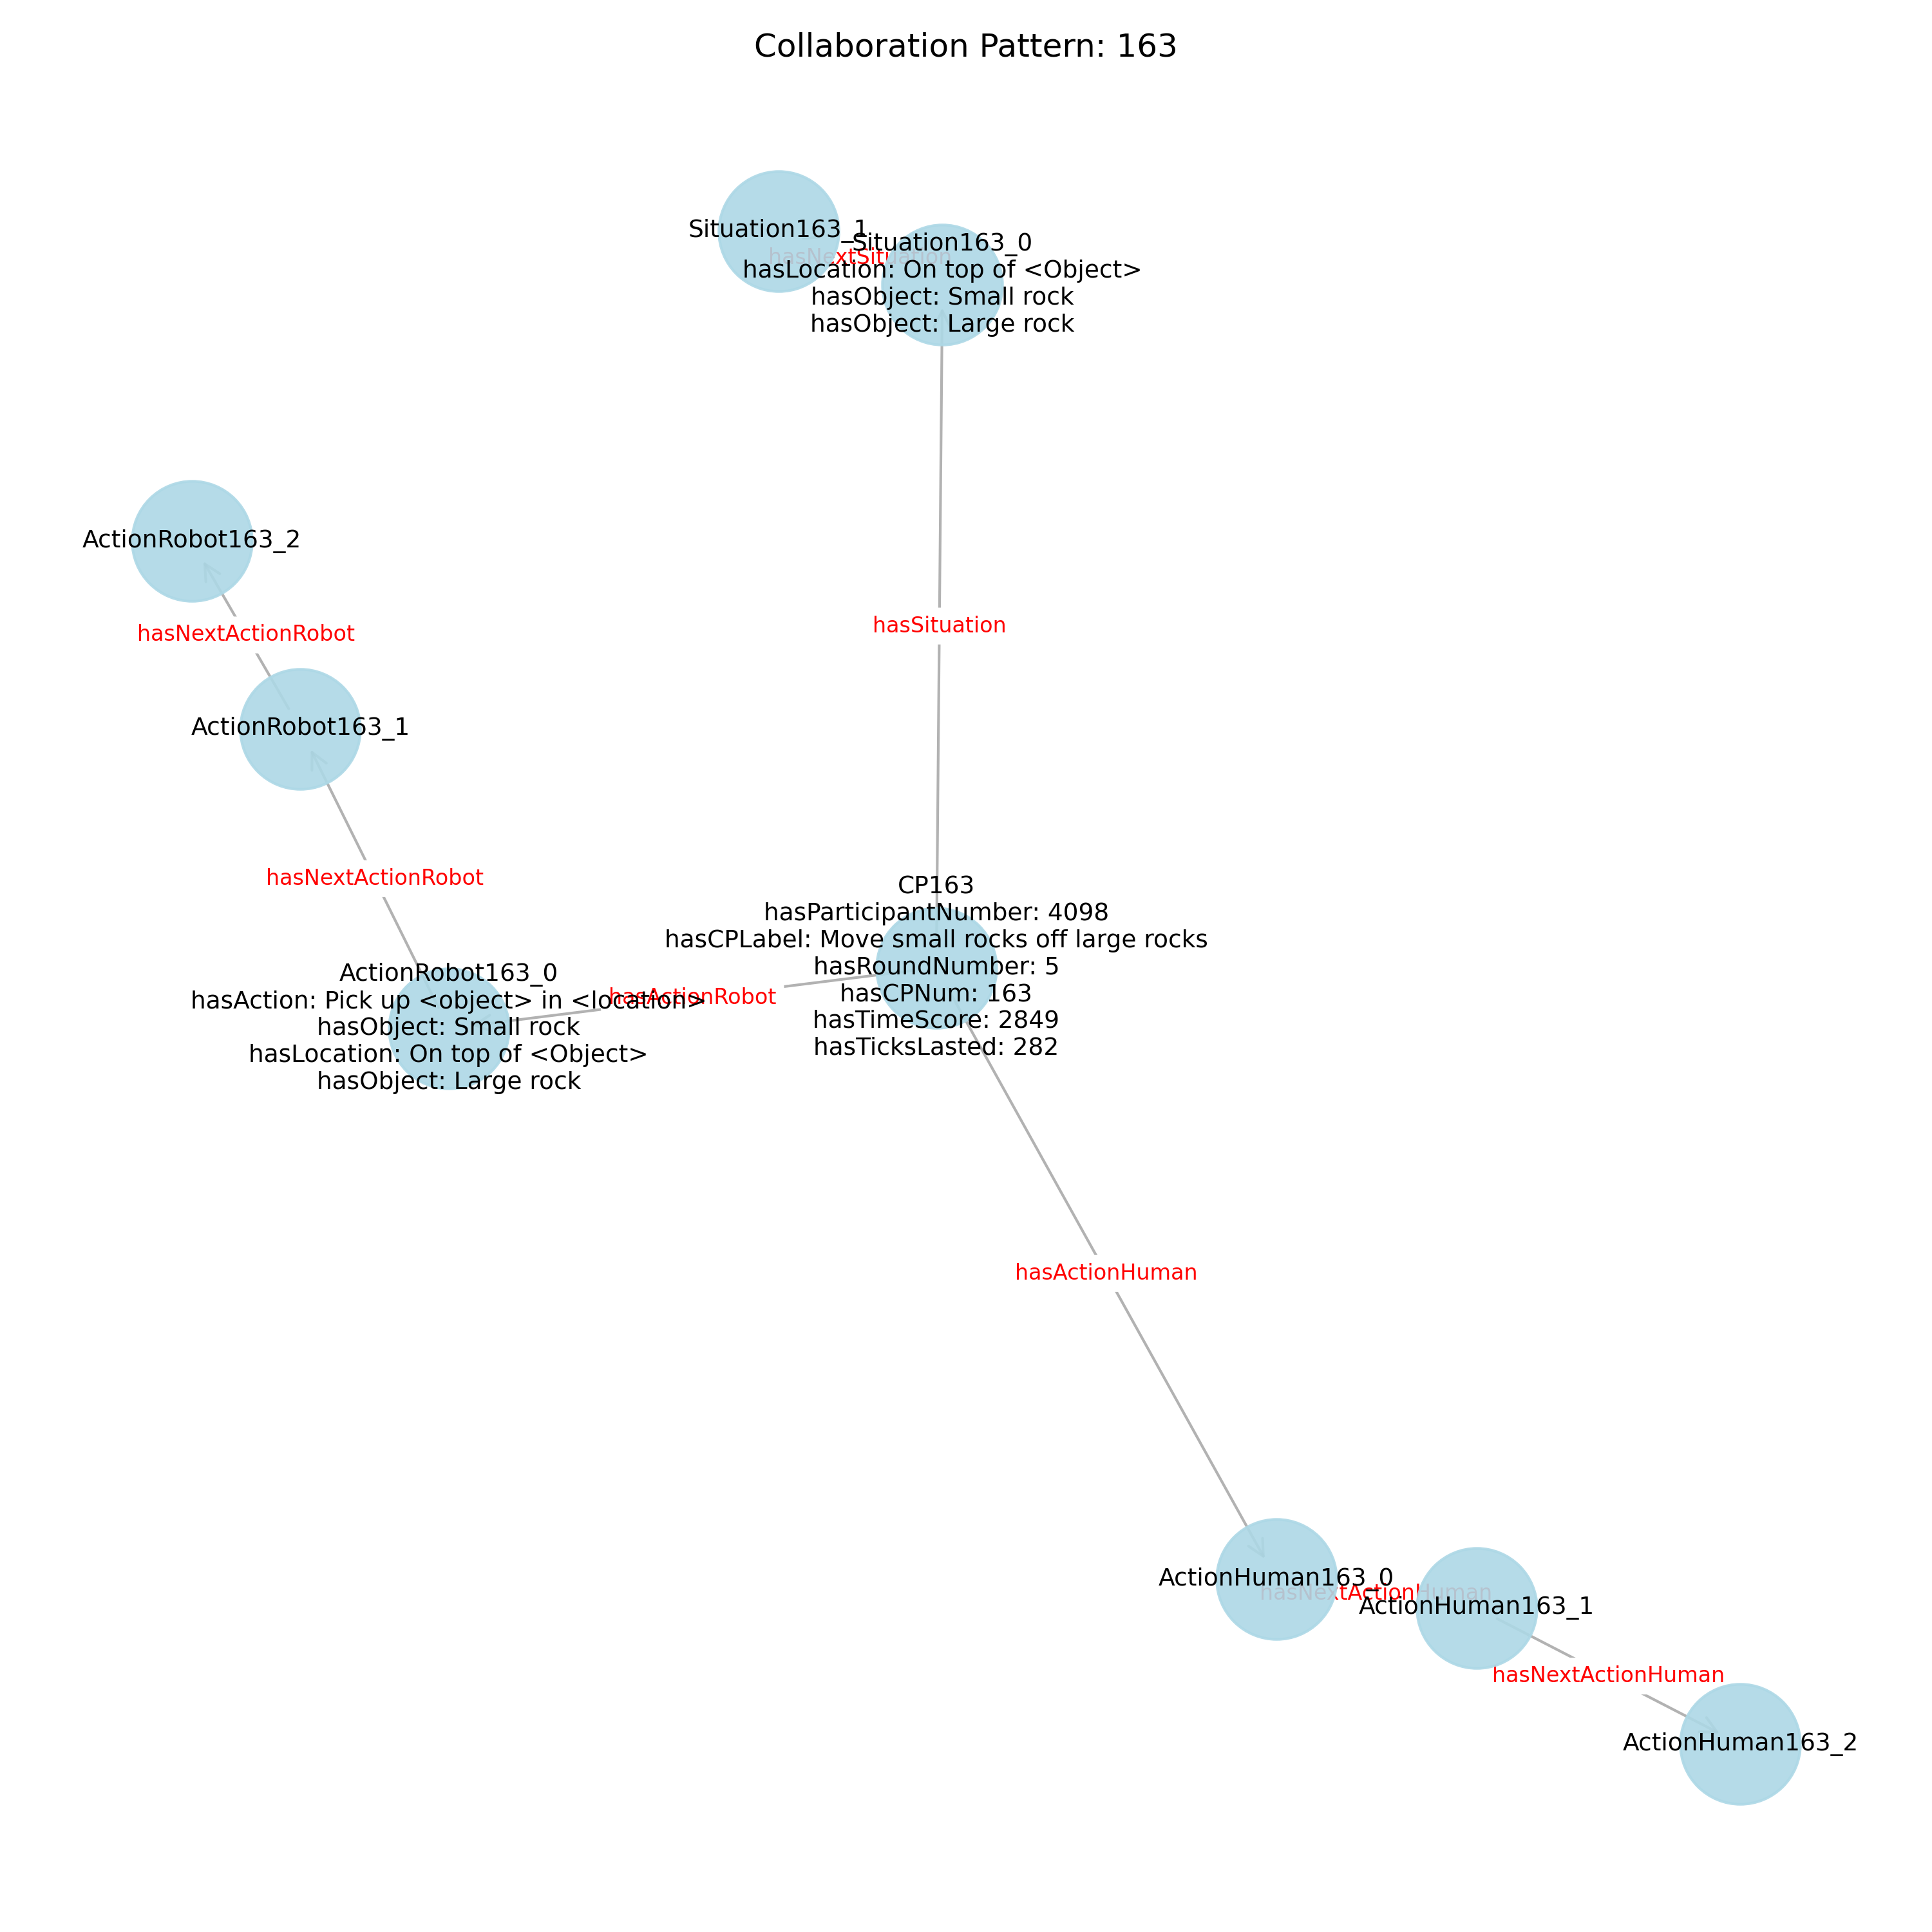 Collaboration Pattern: 163
Situation163_1
hasNextSituation
Situation163_0
hasLocation: On top of <Object>
hasObject: Small rock
hasObject: Large rock
ActionRobot163_2
hasNextActionRobot
hasSituation
ActionRobot163_1
hasNextActionRobot
CP163
hasParticipantNumber: 4098
hasCPLabel: Move small rocks off large rocks
hasRoundNumber: 5
hasCPNum: 163
hasTimeScore: 2849
hasTicksLasted: 282
ActionRobot163_0
hasAction: Pick up <object> in <location>
hasObject: Small rock
hasLocation: On top of <Object>
hasObject: Large rock
hasActionRobot
hasActionHuman
ActionHuman163_0
hasNextActionHuman
ActionHuman163_1
hasNextActionHuman
ActionHuman163_2